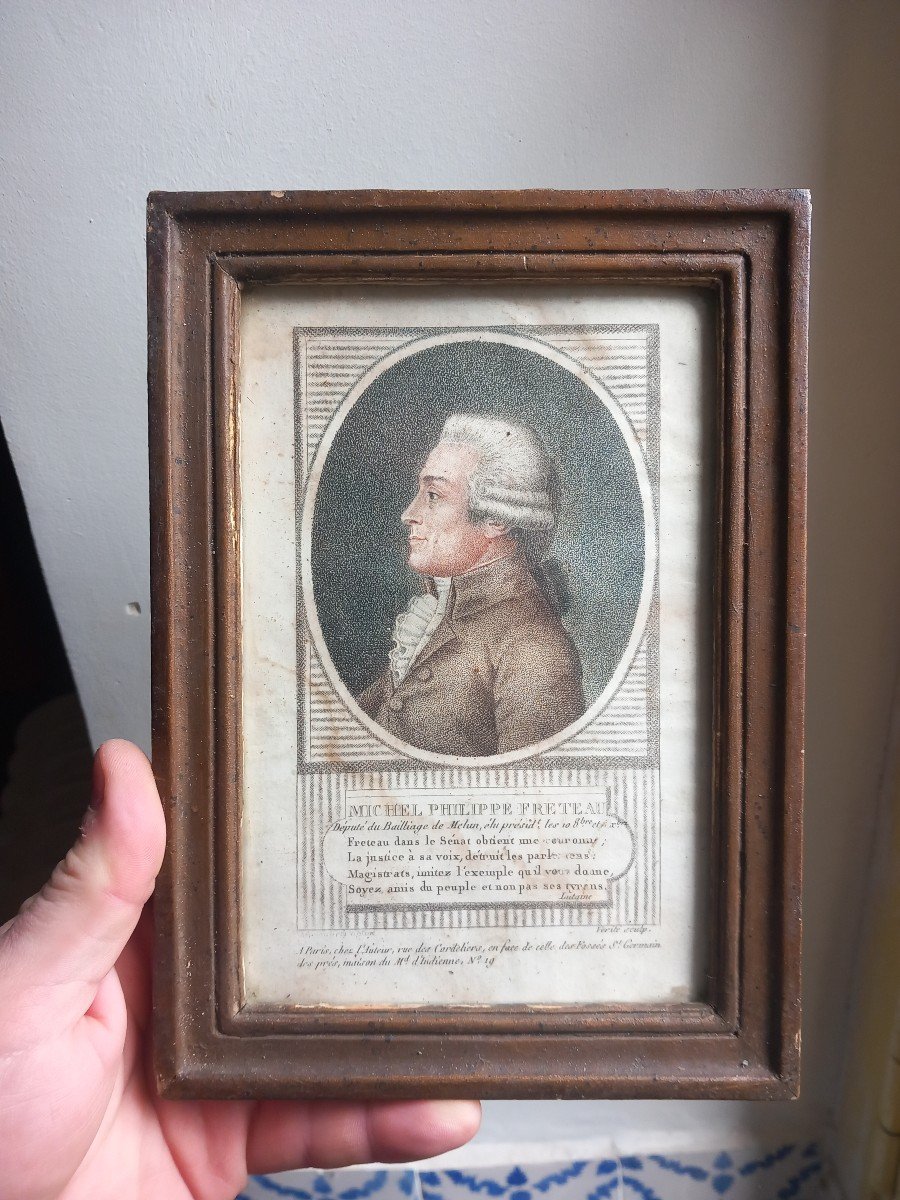 MICHEL PHILIPPE FRETEAU
Député du Bailliage de Melun, élu présidt. les 10 8bre et
Freteau dans le Sénat obtient une couronne;
La justice à sa voix, détruit les parlemens:
Magistrats, imitez l'exemple qu'il vous donne,
Soyez amis du peuple et non pas ses tyrans.
Vérité sculp.
A Paris, chez l'Auteur, rue des Cordeliers, en face de celle des Fossés St. Germain
des prés, maison du Md. d'Indienne, No. 19